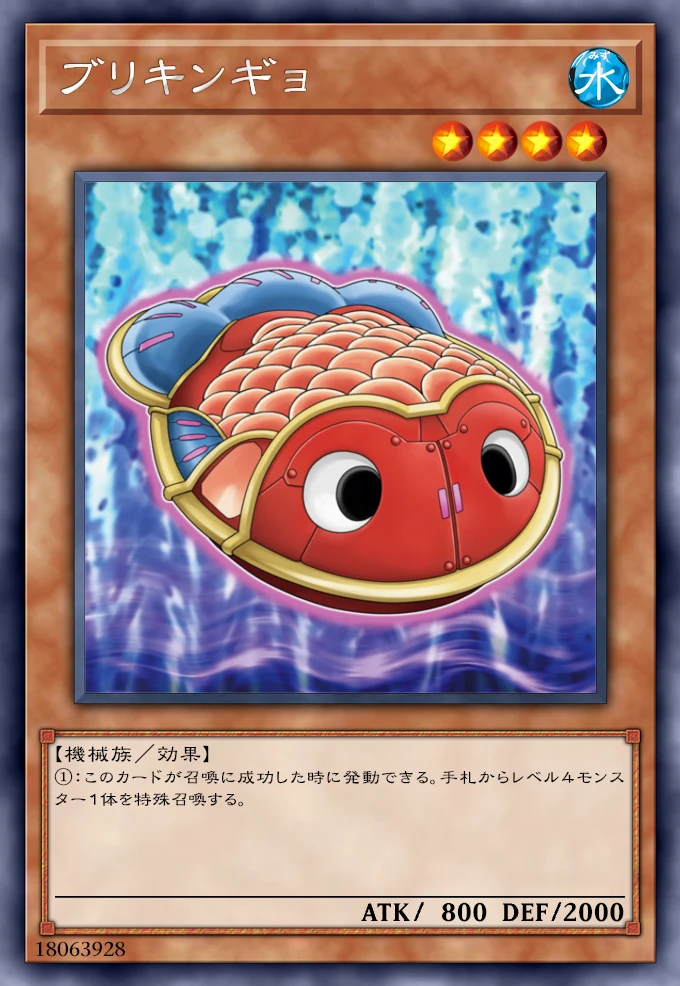 ブリキンギョ
みず
水
【機械族／効果】
①：このカードが召喚に成功した時に発動できる。手札からレベル４モンス
ター１体を特殊召喚する。
ATK/ 800 DEF/2000
18063928